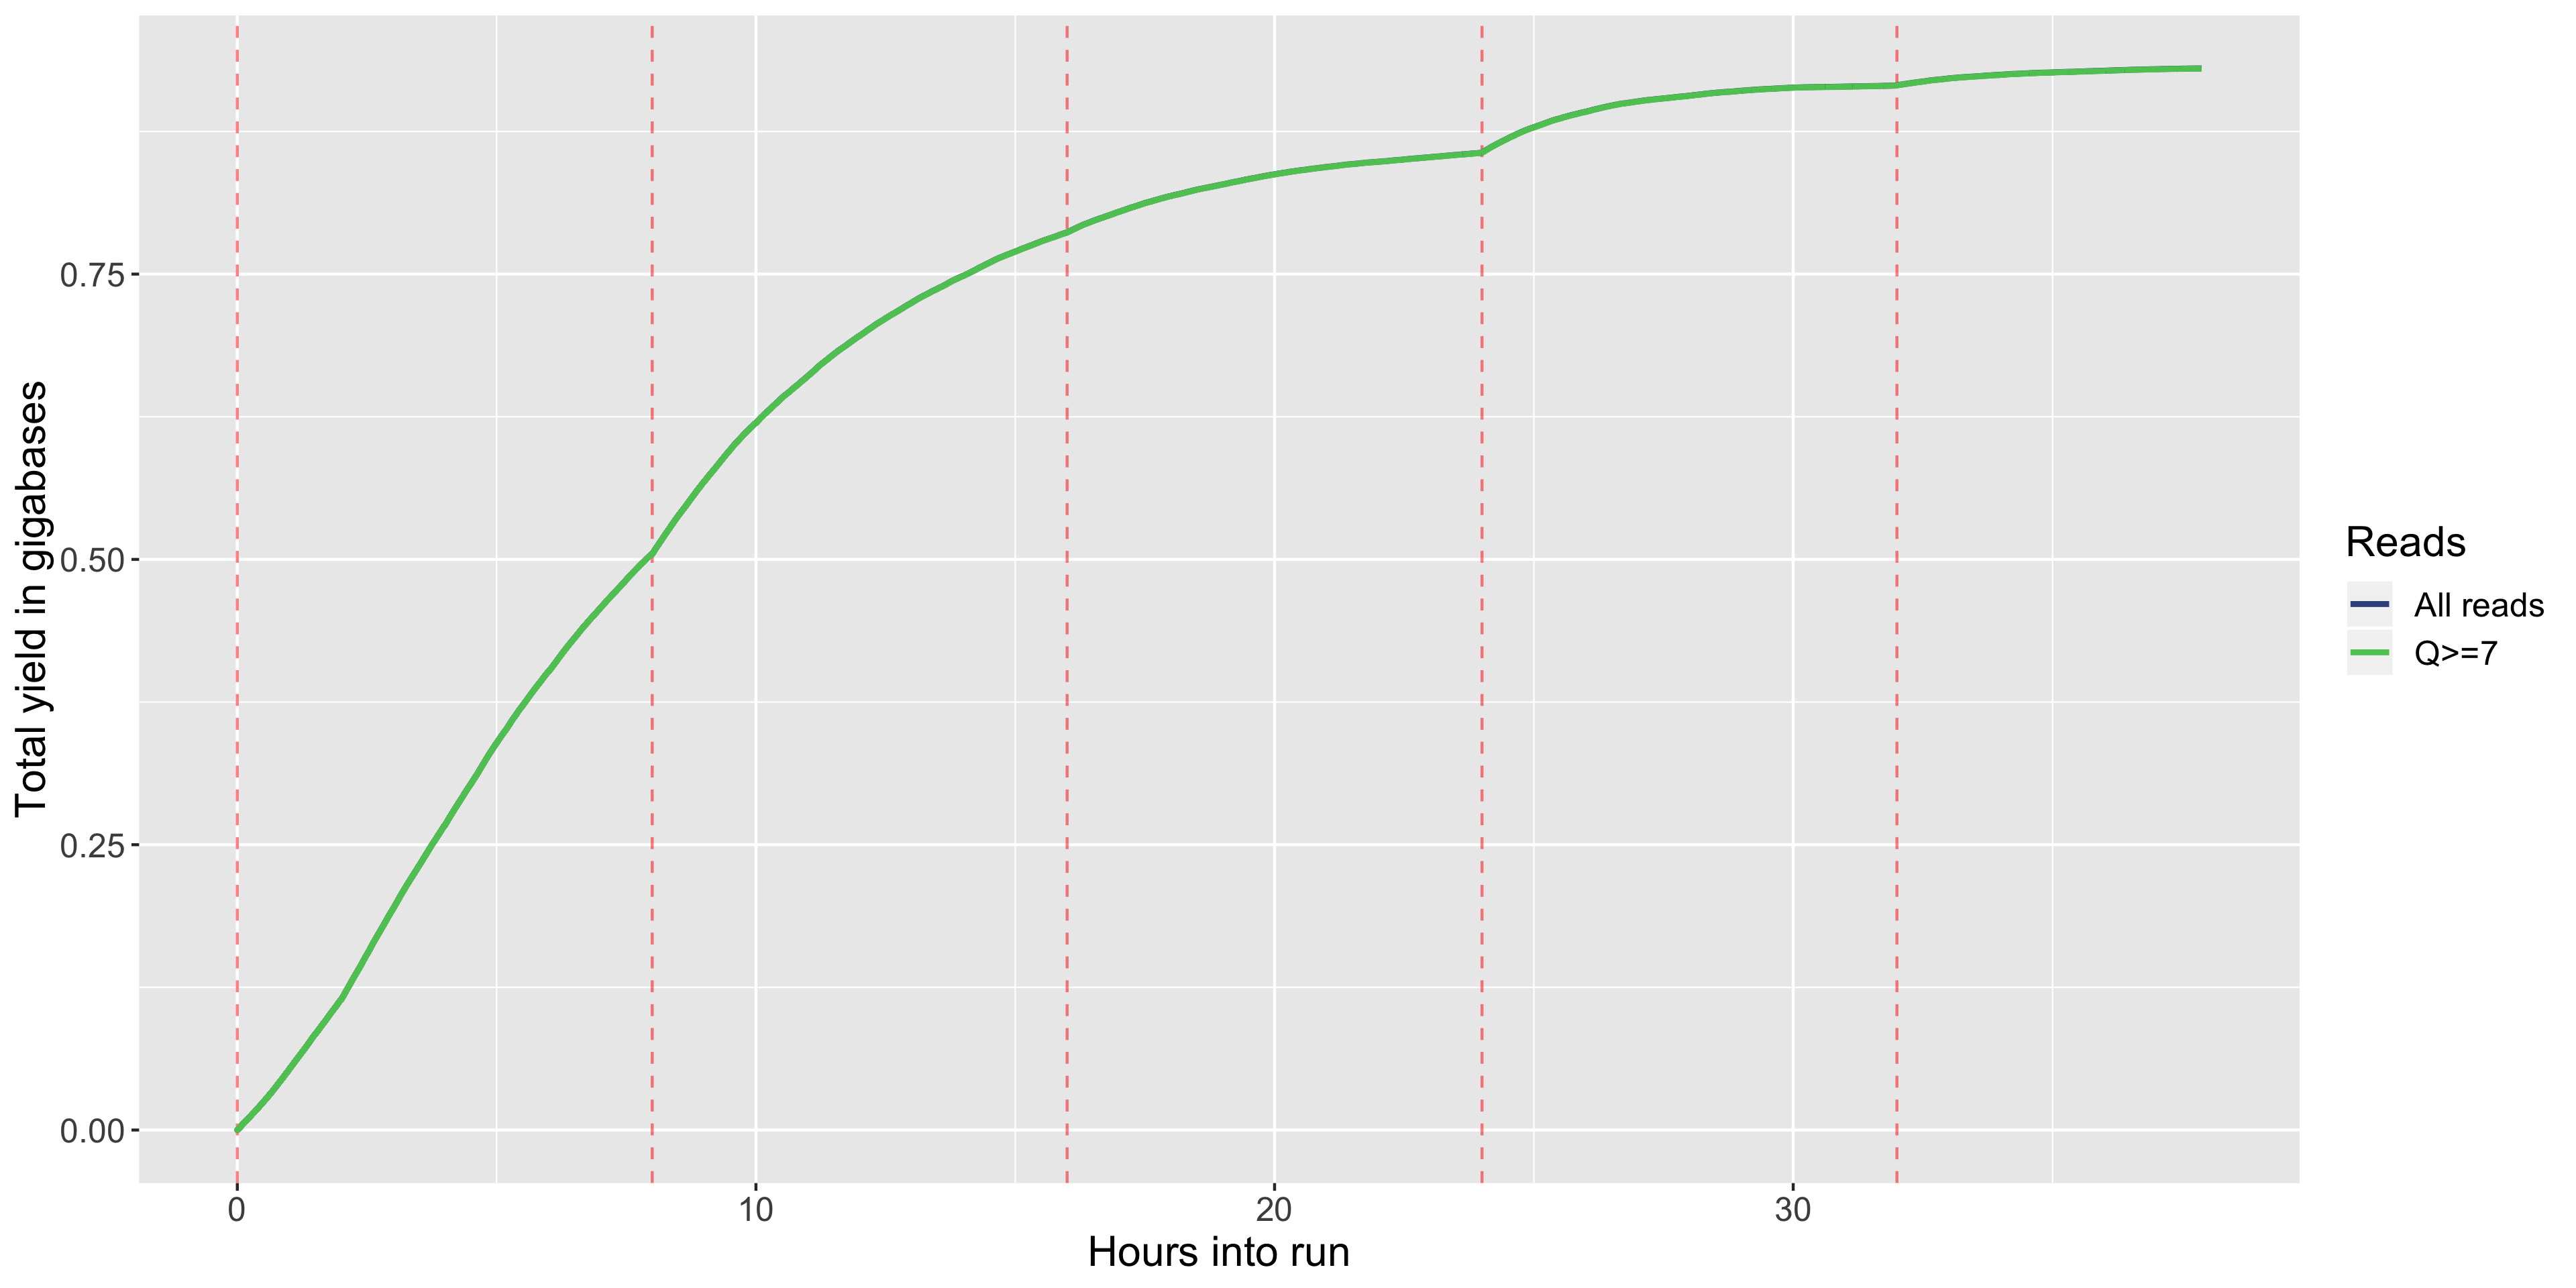 Total yield in gigabases
0.75
0.50
0.25
0.00
0 10 20 30
Hours into run
Reads
All reads
Q>=7